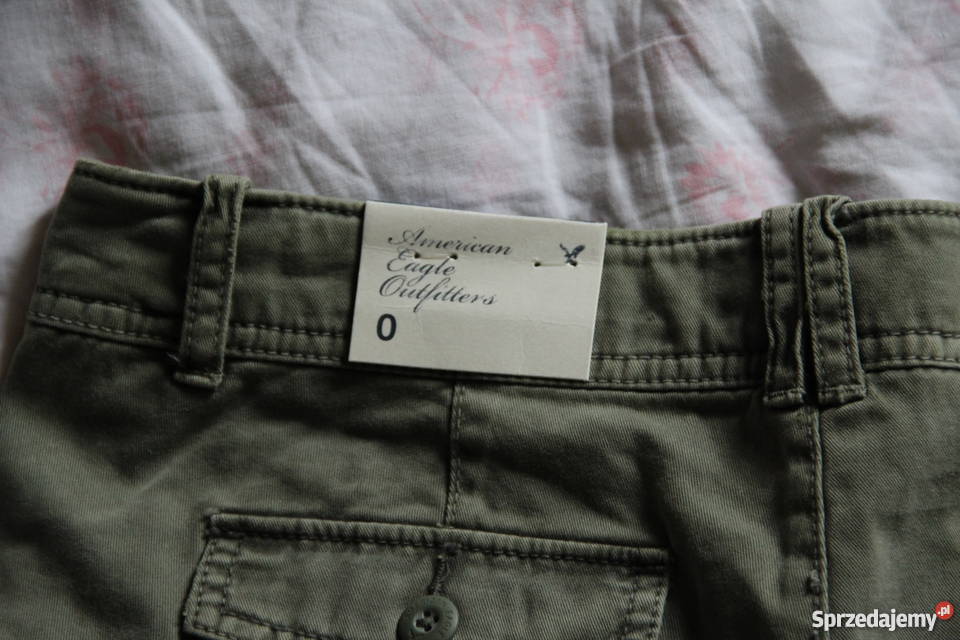 American
Eagle
Outfitters
0
Sprzedajemy.pl